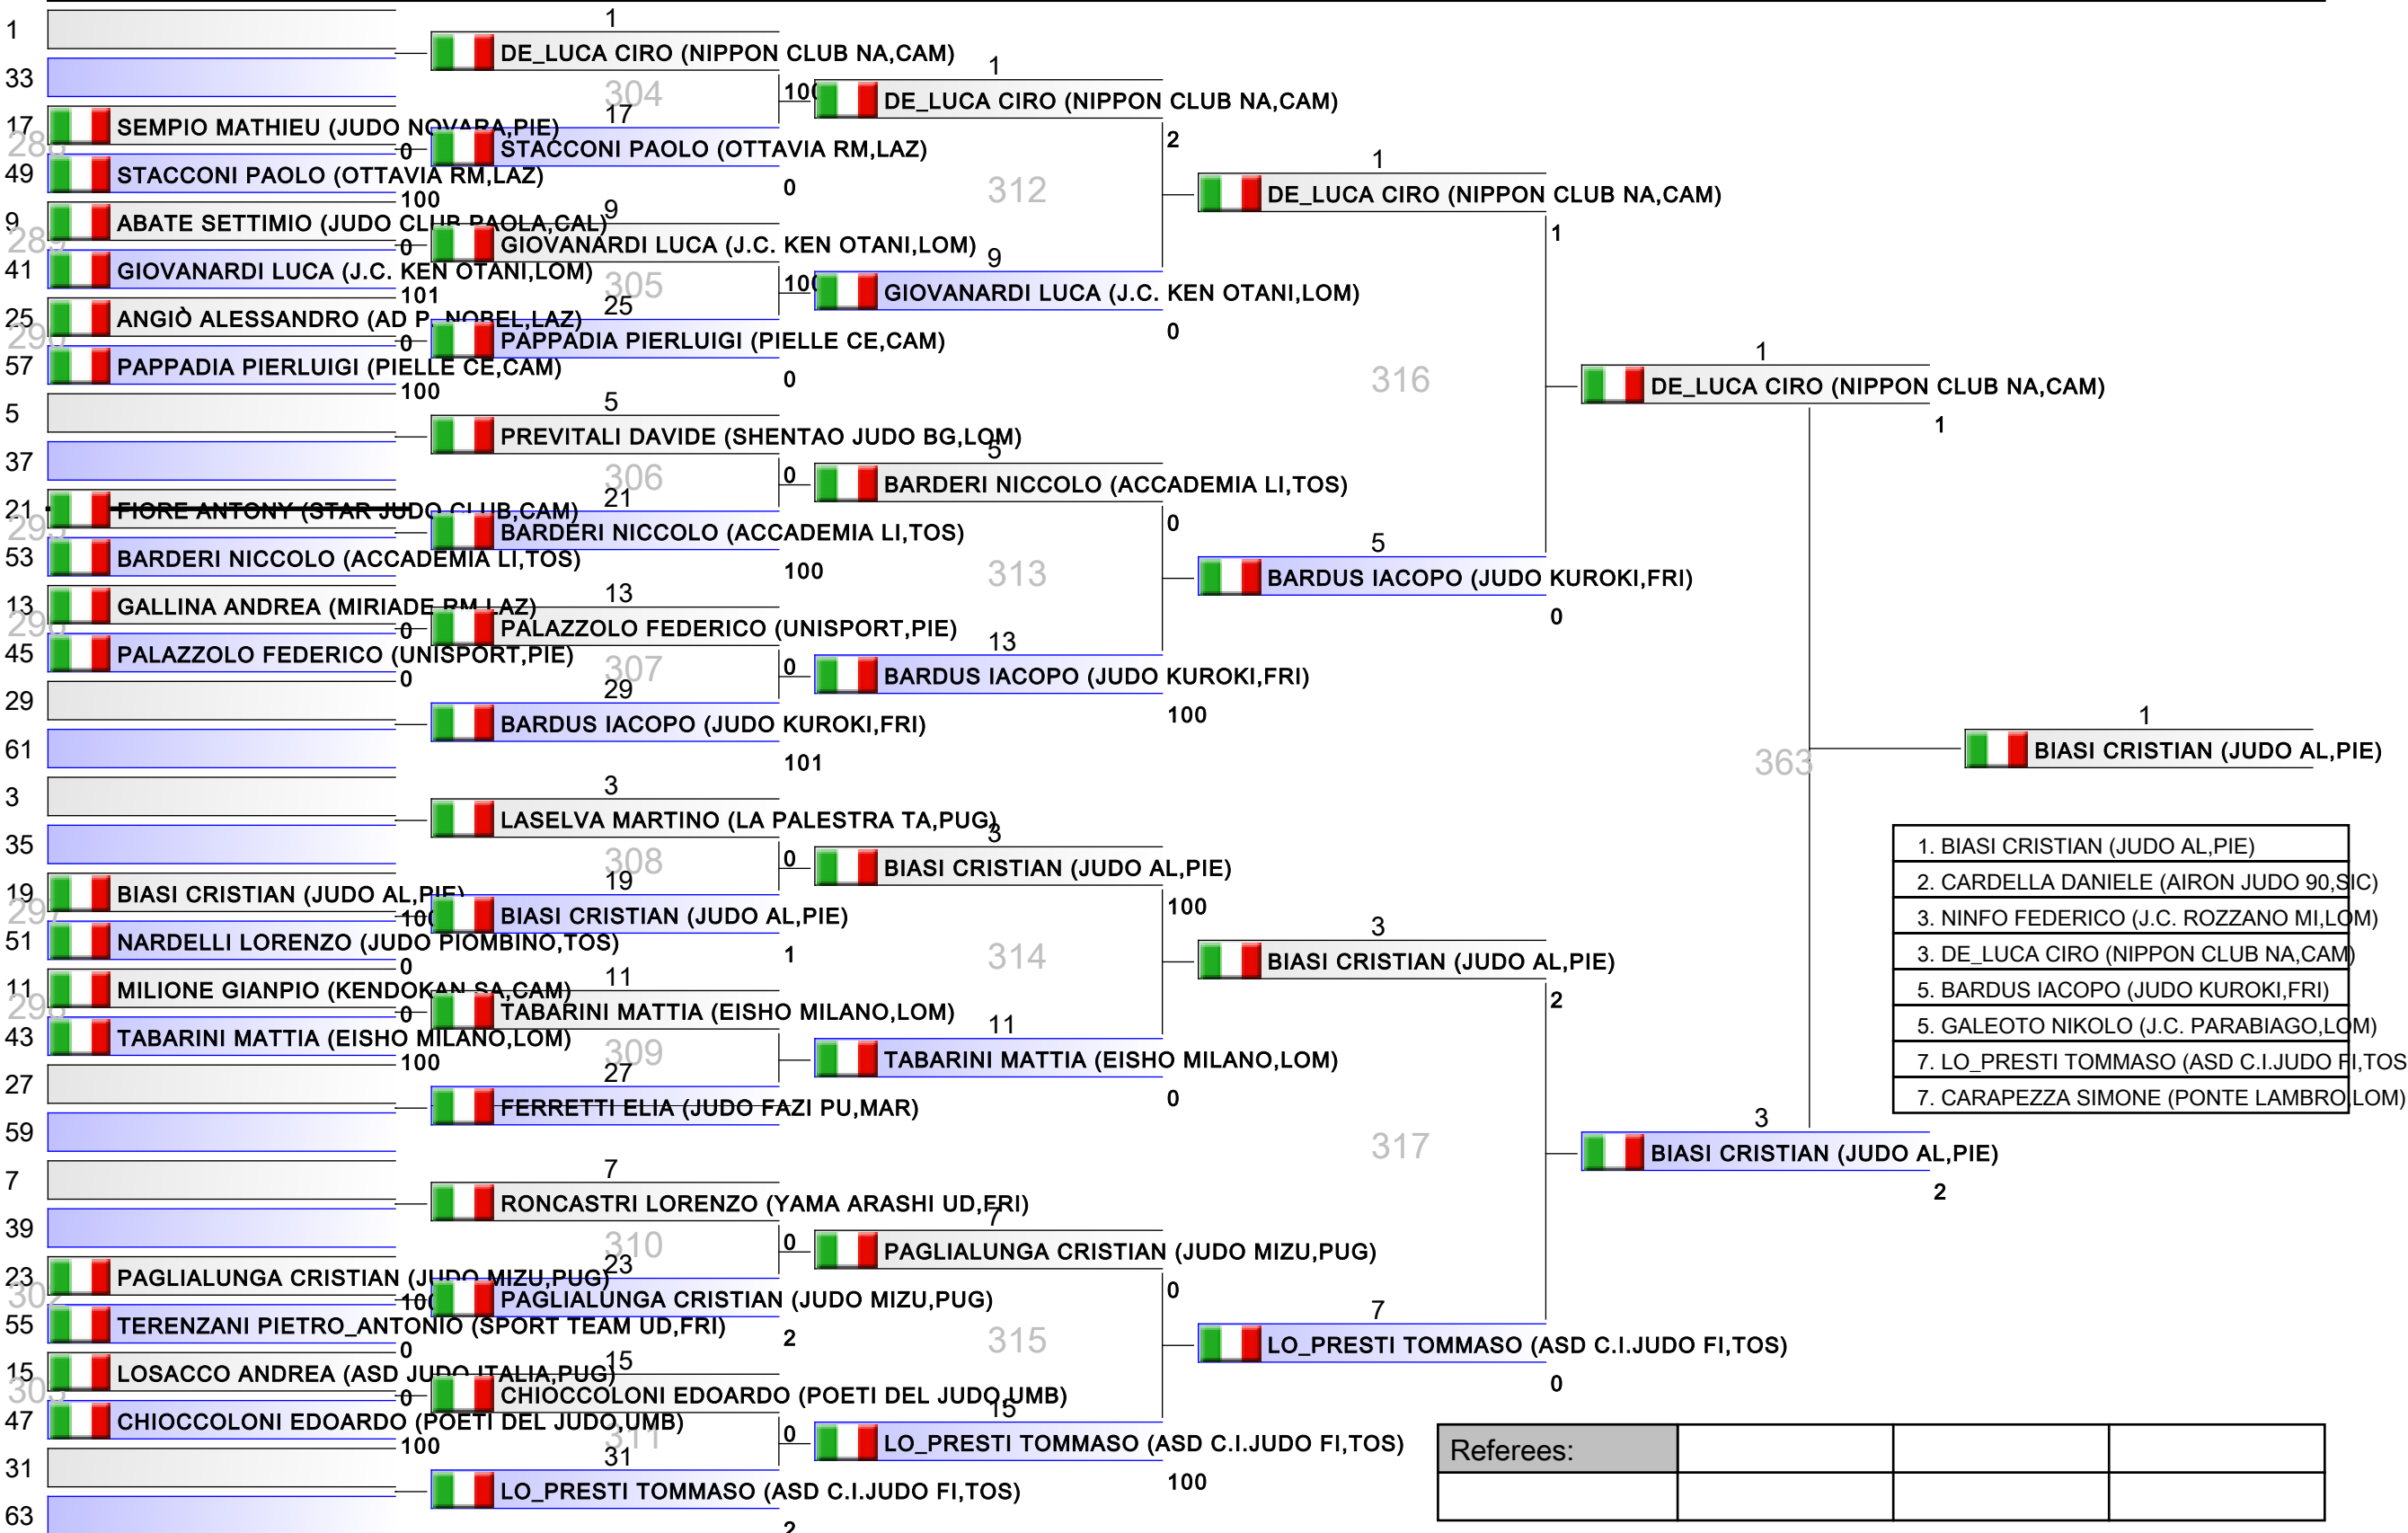 1
33
17 SEMPIO MATHIEU (JUDO NOVARA,PIE)
0
49 STACCONI PAOLO (OTTAVIA RM,LAZ)
100
9 ABATE SETTIMIO (JUDO CLUB PAOLA,CAL)
289
0
41 GIOVANARDI LUCA (J.C. KEN OTANI,LOM)
101
25 ANGIÒ ALESSANDRO (AD P. NOBEL,LAZ)
0
57 PAPPADIA PIERLUIGI (PIELLE CE,CAM)
100
5
37
21 FIORE ANTONY (STAR JUDO CLUB,CAM)
53 BARDERI NICCOLO (ACCADEMIA LI,TOS)
13 GALLINA ANDREA (MIRIADE RM,LAZ)
0
45 PALAZZOLO FEDERICO (UNISPORT,PIE)
0
29
61
3
35
19 BIASI CRISTIAN (JUDO AL,PIE)
297
100
51 NARDELLI LORENZO (JUDO PIOMBINO,TOS)
0
11 MILIONE GIANPIO (KENDOKAN SA,CAM)
298
0
43 TABARINI MATTIA (EISHO MILANO,LOM)
100
27
59
7
39
23 PAGLIALUNGA CRISTIAN (JUDO MIZU,PUG)
302
100
55 TERENZANI PIETRO_ANTONIO (SPORT TEAM UD,FRI)
0
15 LOSACCO ANDREA (ASD JUDO ITALIA,PUG)
303
0
47 CHIOCCOLONI EDOARDO (POETI DEL JUDO,UMB)
100
31
63
1
DE_LUCA CIRO (NIPPON CLUB NA,CAM)
304
100
17
STACCONI PAOLO (OTTAVIA RM,LAZ)
0
9
GIOVANARDI LUCA (J.C. KEN OTANI,LOM)
305
100
25
PAPPADIA PIERLUIGI (PIELLE CE,CAM)
0
5
PREVITALI DAVIDE (SHENTAO JUDO BG,LOM)
306
0
21
BARDERI NICCOLO (ACCADEMIA LI,TOS)
100
13
PALAZZOLO FEDERICO (UNISPORT,PIE)
307
0
29
BARDUS IACOPO (JUDO KUROKI,FRI)
101
3
LASELVA MARTINO (LA PALESTRA TA,PUG)
308
0
19
BIASI CRISTIAN (JUDO AL,PIE)
1
11
TABARINI MATTIA (EISHO MILANO,LOM)
309
27
FERRETTI ELIA (JUDO FAZI PU,MAR)
7
RONCASTRI LORENZO (YAMA ARASHI UD,FRI)
310
0
23
PAGLIALUNGA CRISTIAN (JUDO MIZU,PUG)
2
15
CHIOCCOLONI EDOARDO (POETI DEL JUDO,UMB)
311
0
31
LO_PRESTI TOMMASO (ASD C.I.JUDO FI,TOS)
2
1
DE_LUCA CIRO (NIPPON CLUB NA,CAM)
2
312
9
GIOVANARDI LUCA (J.C. KEN OTANI,LOM)
0
5
BARDERI NICCOLO (ACCADEMIA LI,TOS)
0
313
13
BARDUS IACOPO (JUDO KUROKI,FRI)
100
3
BIASI CRISTIAN (JUDO AL,PIE)
100
314
11
TABARINI MATTIA (EISHO MILANO,LOM)
0
7
PAGLIALUNGA CRISTIAN (JUDO MIZU,PUG)
0
315
15
LO_PRESTI TOMMASO (ASD C.I.JUDO FI,TOS)
100
1
DE_LUCA CIRO (NIPPON CLUB NA,CAM)
1
316
5
BARDUS IACOPO (JUDO KUROKI,FRI)
0
3
BIASI CRISTIAN (JUDO AL,PIE)
2
317
7
LO_PRESTI TOMMASO (ASD C.I.JUDO FI,TOS)
0
1
DE_LUCA CIRO (NIPPON CLUB NA,CAM)
1
363
3
BIASI CRISTIAN (JUDO AL,PIE)
2
1
BIASI CRISTIAN (JUDO AL,PIE)
1. BIASI CRISTIAN (JUDO AL,PIE)
2. CARDELLA DANIELE (AIRON JUDO 90,SIC)
3. NINFO FEDERICO (J.C. ROZZANO MI,LOM)
3. DE_LUCA CIRO (NIPPON CLUB NA,CAM)
5. BARDUS IACOPO (JUDO KUROKI,FRI)
5. GALEOTO NIKOLO (J.C. PARABIAGO,LOM)
7. LO_PRESTI TOMMASO (ASD C.I.JUDO FI,TOS
7. CARAPEZZA SIMONE (PONTE LAMBRO,LOM)
Referees: